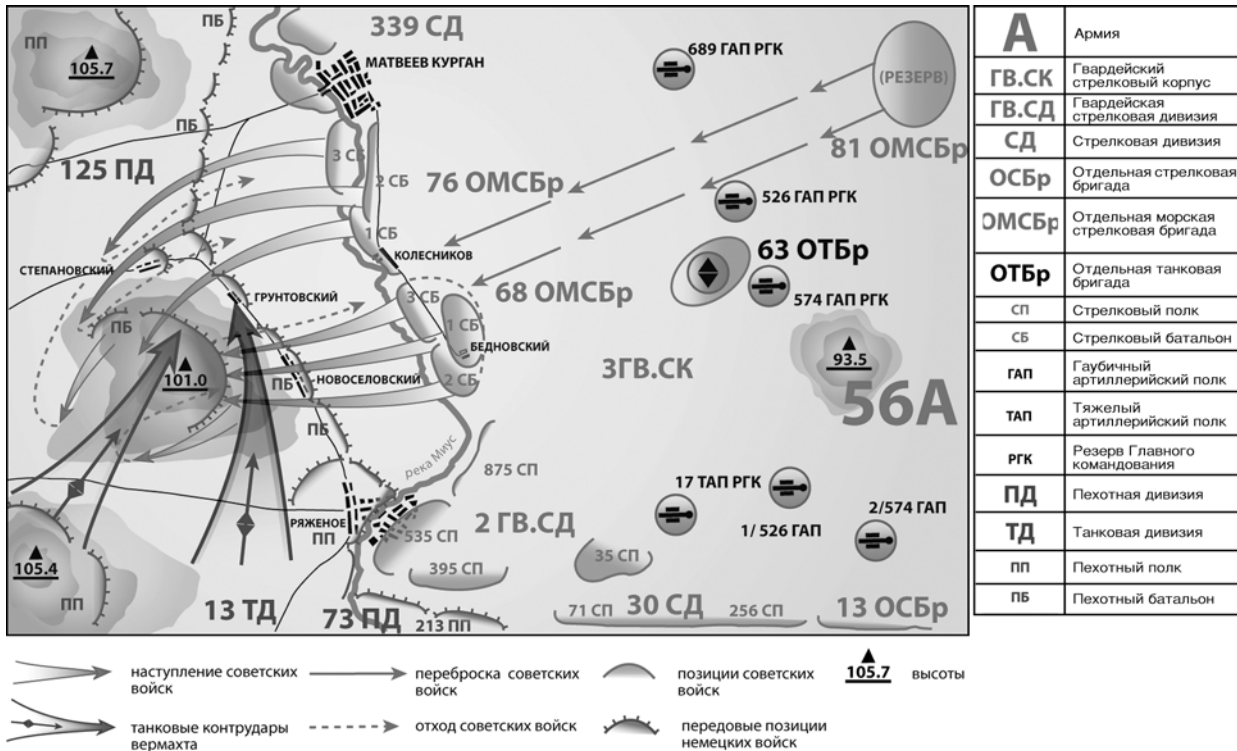 339 СД
МАТВЕЕВ КУРГАН
689 ГАП РГК
(РЕЗЕРВ)
ПП
105.7
ПБ
ПБ
125 ПД
3 СБ
2 СБ
1 СБ
76 ОМСБр
81 ОМСБр
526 ГАП РГК
КОЛЕСНИКОВ
63 ОТБр
574 ГАП РГК
СТЕПАНОВСКИЙ
ГРУНТОВСКИЙ
68 ОМСБр
3 СБ
1 СБ
БЕДНОВСКИЙ
2 СБ
ПБ
101.0
ПБ
НОВОСЕЛОВСКИЙ
ПБ
3ГВ.СК
93.5
56А
река Миус
875 СП
РЯЖЕНОЕ
ПП
535 СП
2 ГВ.СД
395 СП
17 ТАП РГК
1/ 526 ГАП
2/574 ГАП
35 СП
105.4
ПП
13 ТД
73 ПД
213 ПП
71 СП
30 СД
256 СП
13 ОСБр
А
Армия
ГВ.СК
Гвардейский
стрелковый корпус
ГВ.СД
Гвардейская
стрелковая дивизия
СД
Стрелковая дивизия
ОСБр
Отдельная стрелковая
бригада
ОМСБр
Отдельная морская
стрелковая бригада
ОТБр
Отдельная танковая
бригада
СП
Стрелковый полк
СБ
Стрелковый батальон
ГАП
Гаубичный
артиллерийский полк
ТАП
Тяжелый
артиллерийский полк
РГК
Резерв Главного
командования
ПД
Пехотная дивизия
ТД
Танковая дивизия
ПП
Пехотный полк
ПБ
Пехотный батальон
наступление советских
войск
переброска советских
войск
позиции советских
войск
105.7
высоты
танковые контрудары
вермахта
отход советских войск
передовые позиции
немецких войск